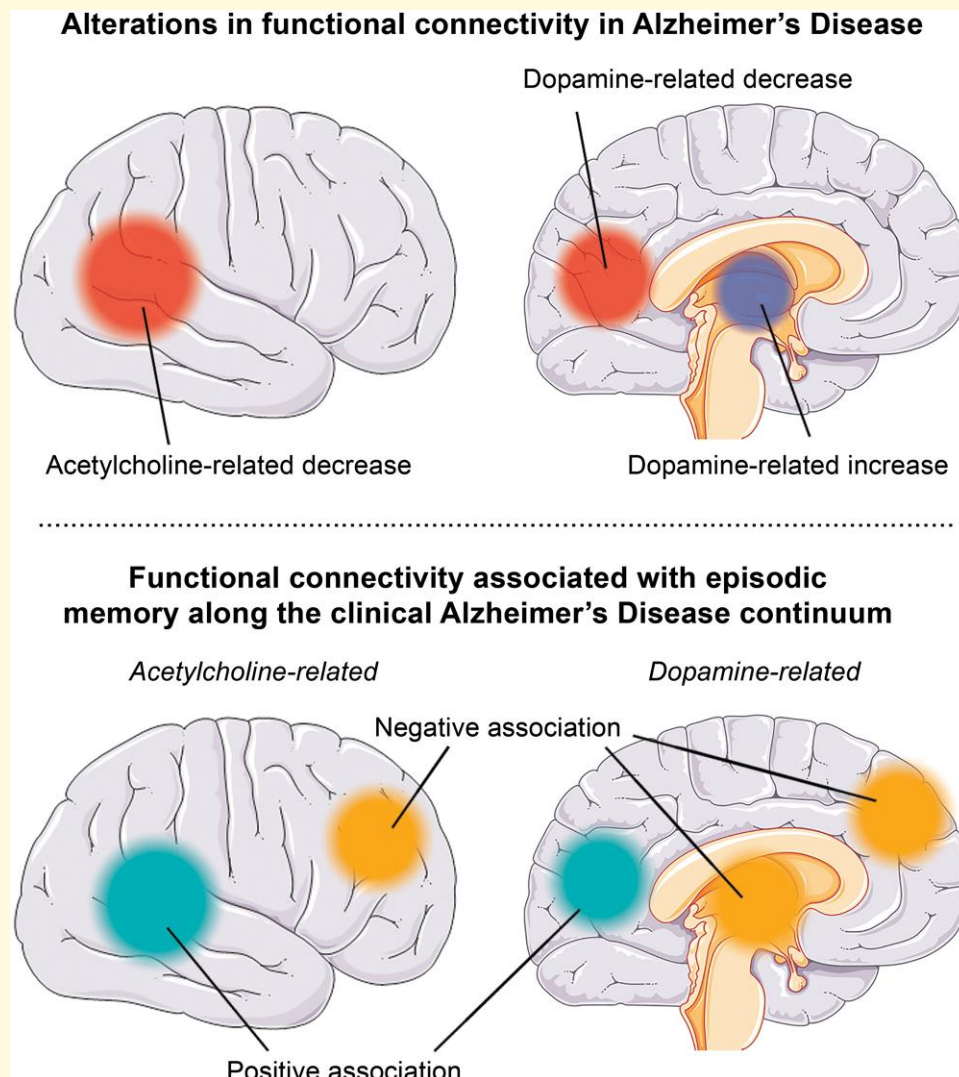 Alterations in functional connectivity in Alzheimer's Disease
Dopamine-related decrease
Acetylcholine-related decrease
Dopamine-related increase
Functional connectivity associated with episodic
memory along the clinical Alzheimer's Disease continuum
Acetylcholine-related
Dopamine-related
Negative association
Positive association